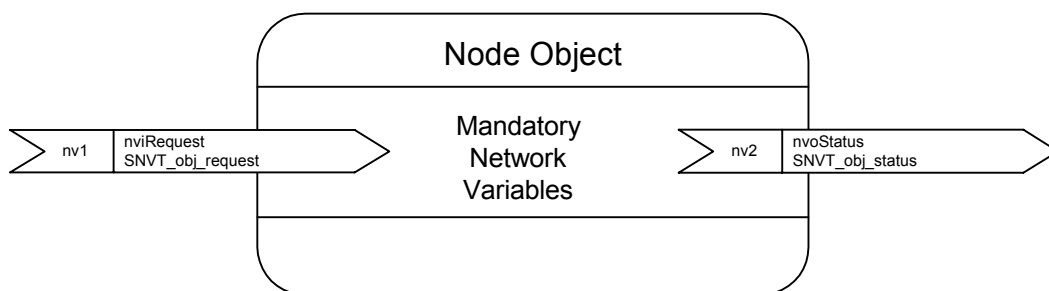 Node Object
nv1
nviRequest
SNVT_obj_request
Mandatory
Network
Variables
nv2
nvoStatus
SNVT_obj_status